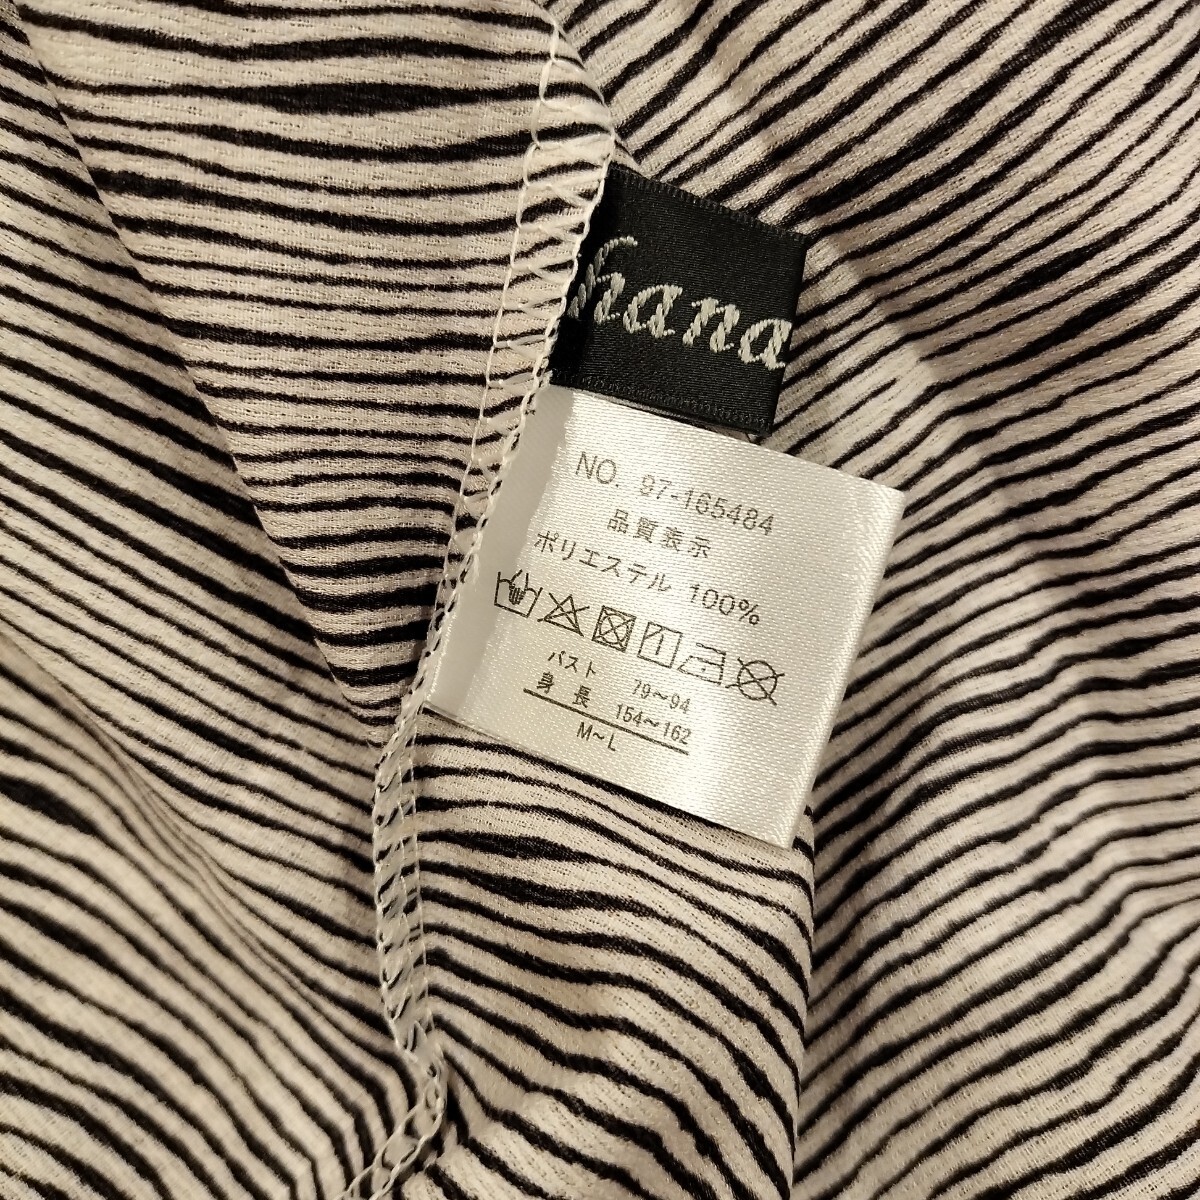 hana
NO. 97-165484
品質表示
ポリエステル 100%
バスト 79～94
身長 154～162
M～L